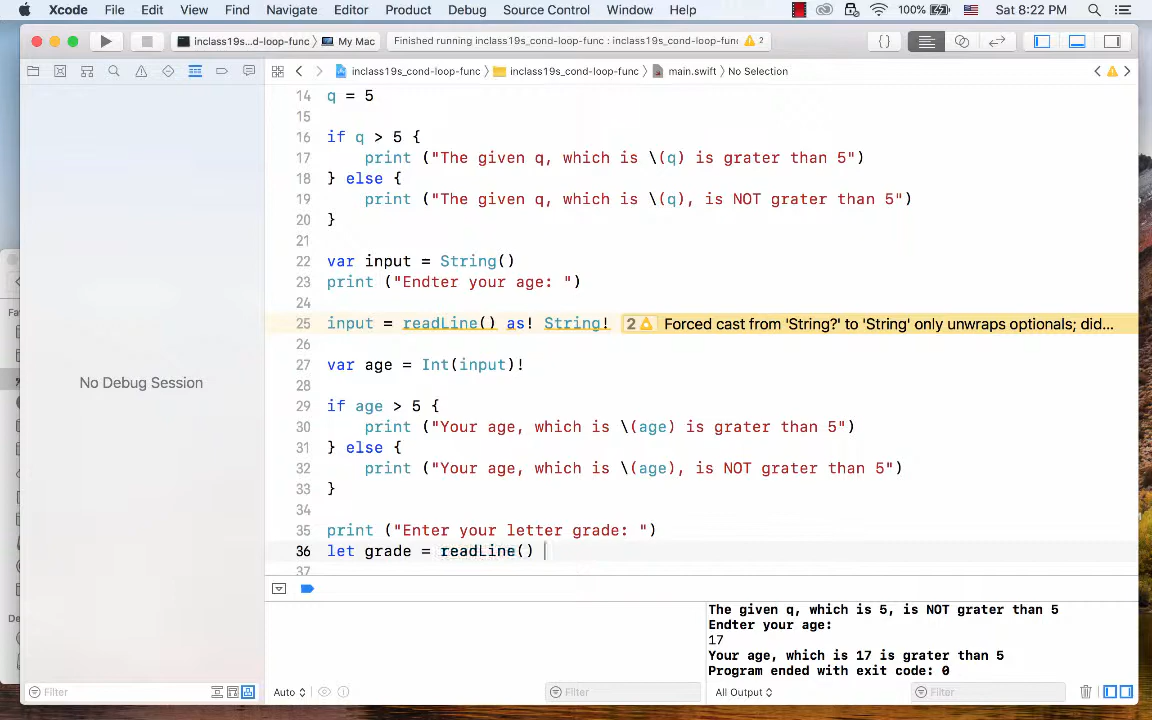 Xcode File Edit View Find Navigate Editor Product Debug Source Control Window Help 100% Sat 8:22 PM
inclass19s...d-loop-func 〉 My Mac Finished running inclass19s_cond-loop-func : inclass19s_cond-loop-func 2 {}
inclass19s_cond-loop-func 〉 inclass19s_cond-loop-func 〉 main.swift 〉 No Selection
14 q = 5
15
16 if q > 5 {
17     print ("The given q, which is \(q) is grater than 5")
18 } else {
19     print ("The given q, which is \(q), is NOT grater than 5")
20 }
21
22 var input = String()
23 print ("Endter your age: ")
24
25 input = readLine() as! String! 2 Forced cast from 'String?' to 'String' only unwraps optionals; did...
26
27 var age = Int(input)!
28
29 if age > 5 {
30     print ("Your age, which is \(age) is grater than 5")
31 } else {
32     print ("Your age, which is \(age), is NOT grater than 5")
33 }
34
35 print ("Enter your letter grade: ")
36 let grade = readLine()
37
No Debug Session
The given q, which is 5, is NOT grater than 5
Endter your age:
17
Your age, which is 17 is grater than 5
Program ended with exit code: 0
Filter Auto Filter All Output Filter